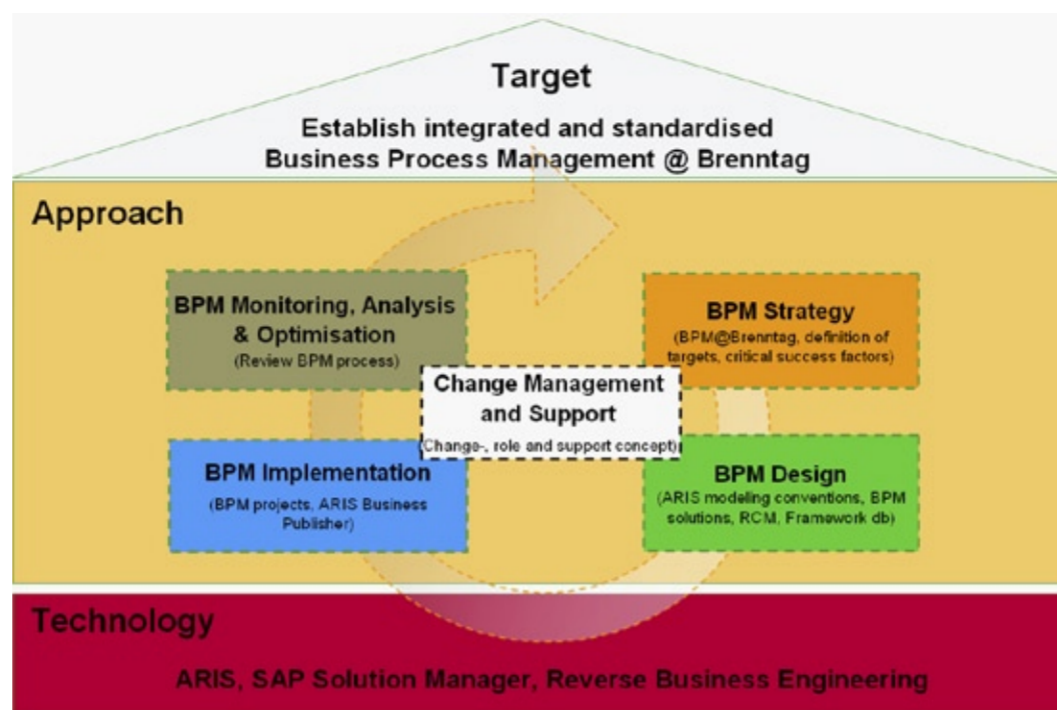 Target
Establish integrated and standardised
Business Process Management @ Brenntag
Approach
BPM Monitoring, Analysis
& Optimisation
(Review BPM process)
BPM Strategy
(BPM@Brenntag, definition of
targets, critical success factors)
Change Management
and Support
(Change-, role and support concept)
BPM Implementation
(BPM projects, ARIS Business
Publisher)
BPM Design
(ARIS modeling conventions, BPM
solutions, RCM, Framework db)
Technology
ARIS, SAP Solution Manager, Reverse Business Engineering